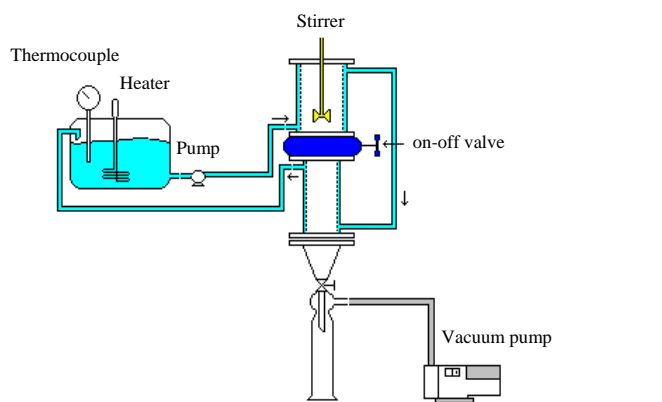 Stirrer
Thermocouple
Heater
Pump
on-off valve
Vacuum pump